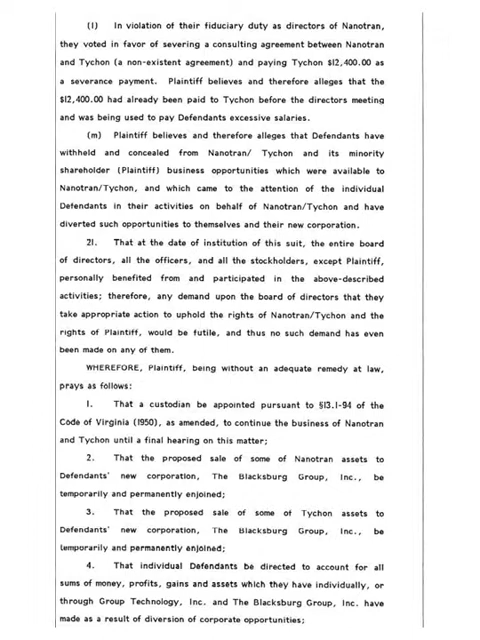 (l) In violation of their fiduciary duty as directors of Nanotran,
they voted in favor of severing a consulting agreement between Nanotran
and Tychon (a non-existent agreement) and paying Tychon $12,400.00 as
a severance payment. Plaintiff believes and therefore alleges that the
$12,400.00 had already been paid to Tychon before the directors meeting
and was being used to pay Defendants excessive salaries.
(m) Plaintiff believes and therefore alleges that Defendants have
withheld and concealed from Nanotran/ Tychon and its minority
shareholder (Plaintiff) business opportunities which were available to
Nanotran/Tychon, and which came to the attention of the individual
Defendants in their activities on behalf of Nanotran/Tychon and have
diverted such opportunities to themselves and their new corporation.
21. That at the date of institution of this suit, the entire board
of directors, all the officers, and all the stockholders, except Plaintiff,
personally benefited from and participated in the above-described
activities; therefore, any demand upon the board of directors that they
take appropriate action to uphold the rights of Nanotran/Tychon and the
rights of Plaintiff, would be futile, and thus no such demand has even
been made on any of them.
WHEREFORE, Plaintiff, being without an adequate remedy at law,
prays as follows:
1. That a custodian be appointed pursuant to §13.1-94 of the
Code of Virginia (1950), as amended, to continue the business of Nanotran
and Tychon until a final hearing on this matter;
2. That the proposed sale of some of Nanotran assets to
Defendants' new corporation, The Blacksburg Group, Inc., be
temporarily and permanently enjoined;
3. That the proposed sale of some of Tychon assets to
Defendants' new corporation, The Blacksburg Group, Inc., be
temporarily and permanently enjoined;
4. That individual Defendants be directed to account for all
sums of money, profits, gains and assets which they have individually, or
through Group Technology, Inc. and The Blacksburg Group, Inc. have
made as a result of diversion of corporate opportunities;